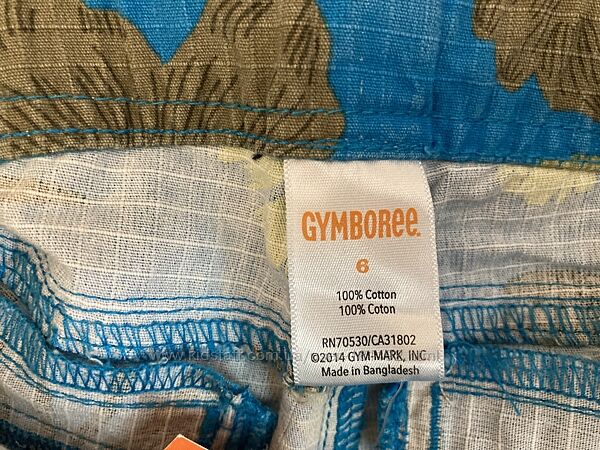 GYMBOREE.
6
100% Cotton
100% Coton
RN70530/CA31802
©2014 GYM-MARK, INC.
Made in Bangladesh